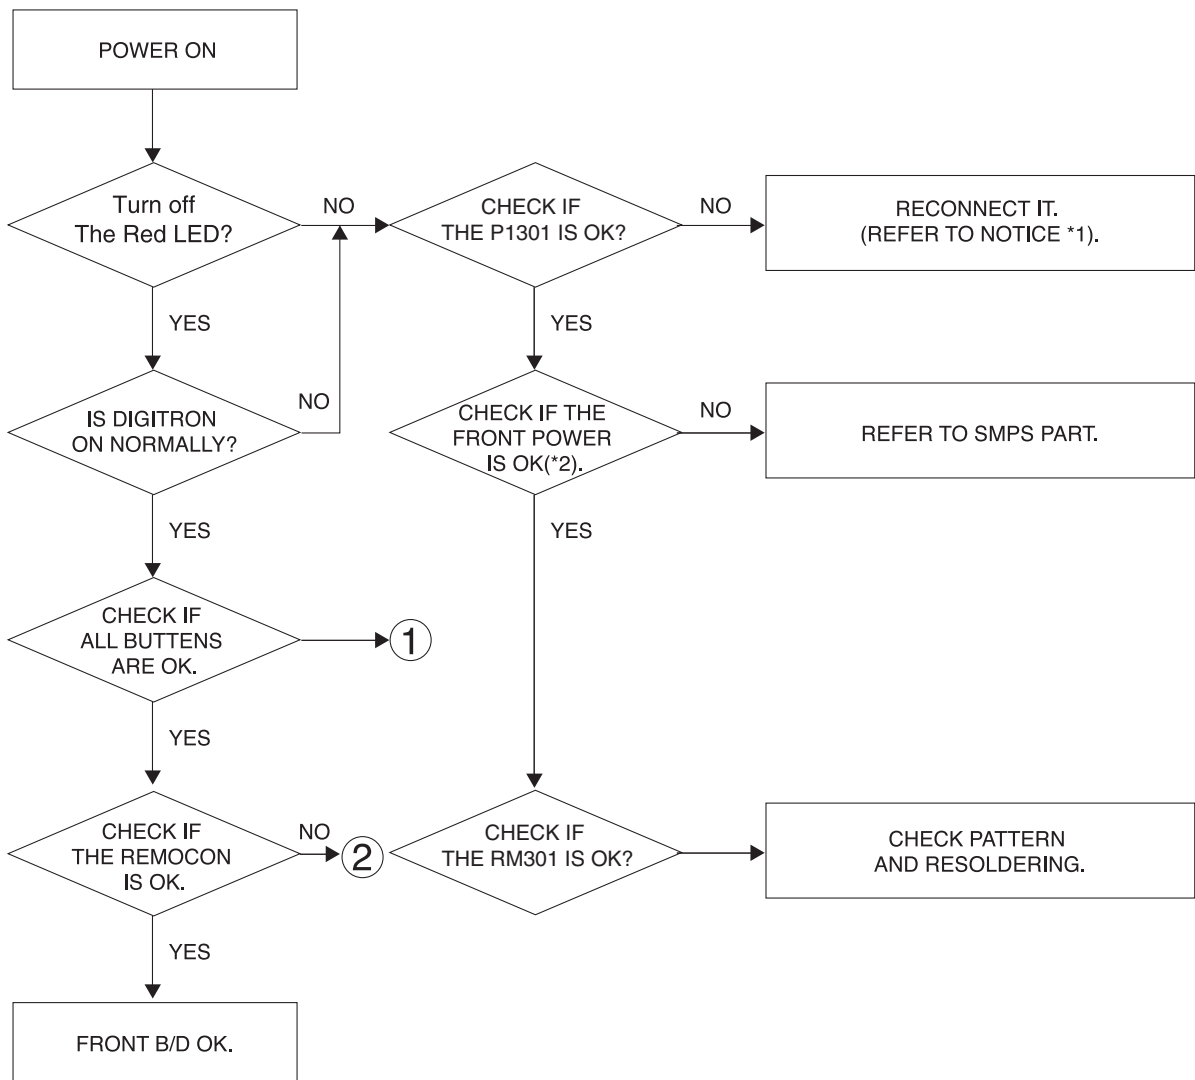 POWER ON
Turn off
The Red LED?
NO
CHECK IF
THE P1301 IS OK?
NO
RECONNECT IT.
(REFER TO NOTICE *1).
YES
YES
IS DIGITRON
ON NORMALLY?
NO
CHECK IF THE
FRONT POWER
IS OK(*2).
NO
REFER TO SMPS PART.
YES
YES
CHECK IF
ALL BUTTENS
ARE OK.
1
YES
CHECK IF
THE REMOCON
IS OK.
NO
2
CHECK IF
THE RM301 IS OK?
CHECK PATTERN
AND RESOLDERING.
YES
FRONT B/D OK.